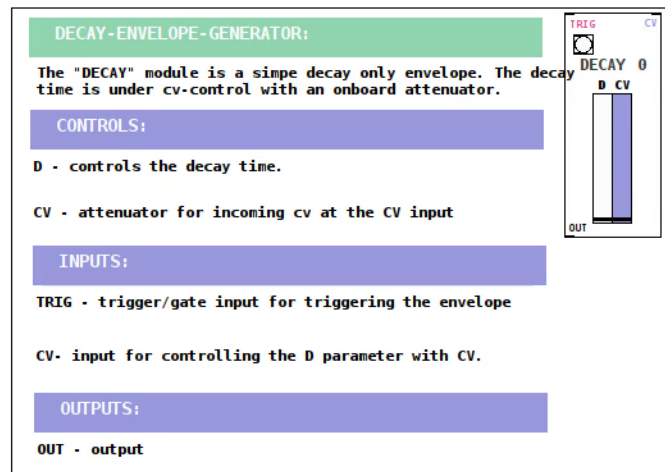 DECAY-ENVELOPE-GENERATOR:
The "DECAY" module is a simpe decay only envelope. The decay
time is under cv-control with an onboard attenuator.
CONTROLS:
D - controls the decay time.
CV - attenuator for incoming cv at the CV input
INPUTS:
TRIG - trigger/gate input for triggering the envelope
CV- input for controlling the D parameter with CV.
OUTPUTS:
OUT - output
TRIG CV
DECAY 0
D CV
OUT